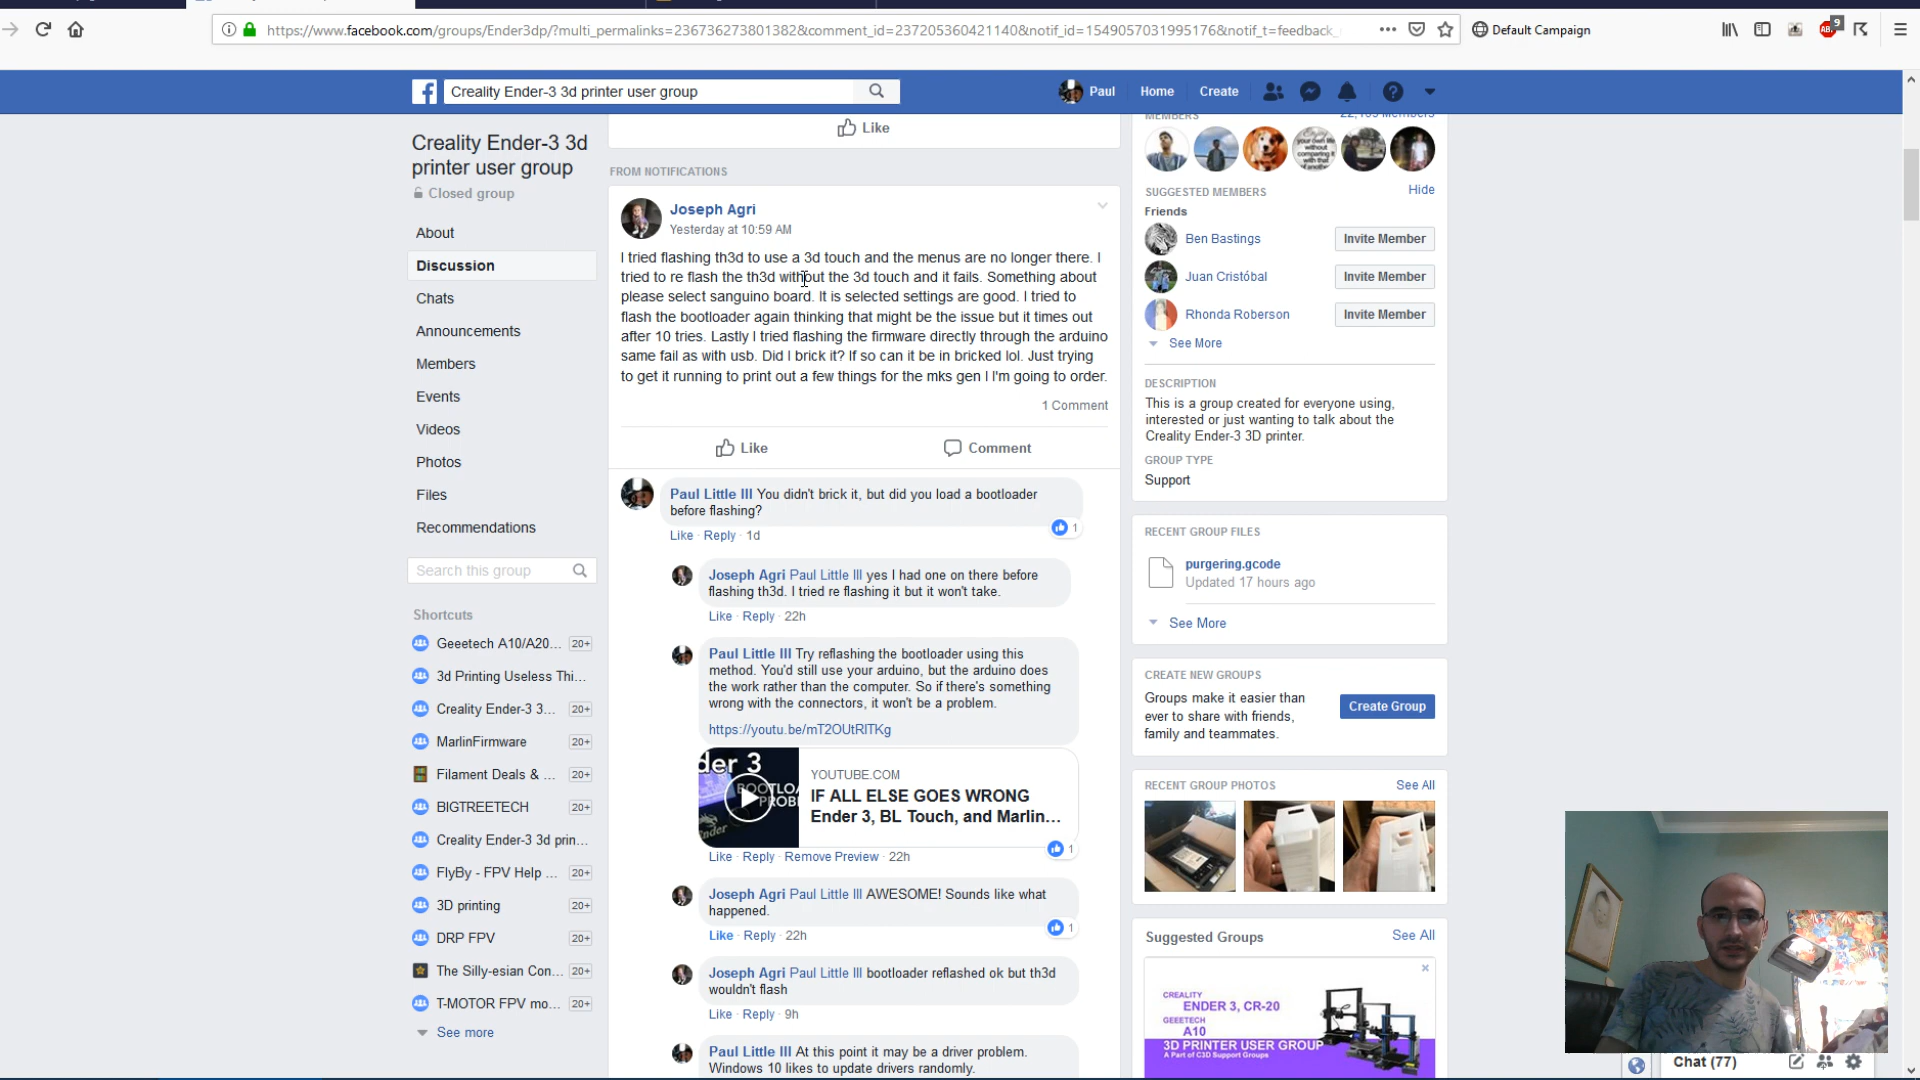 https://www.facebook.com/groups/Ender3dp/?multi_permalinks=236736273801382&comment_id=237205360421140&notif_id=1549057031995176&notif_t=feedback_
Default Campaign
9
Creality Ender-3 3d printer user group
Paul
Home
Create
Creality Ender-3 3d
printer user group
Closed group
About
Discussion
Chats
Announcements
Members
Events
Videos
Photos
Files
Recommendations
Search this group
Shortcuts
Geeetech A10/A20... 20+
3d Printing Useless Thi...
Creality Ender-3 3... 20+
MarlinFirmware 20+
Filament Deals & ... 20+
BIGTREETECH 20+
Creality Ender-3 3d prin...
FlyBy - FPV Help ... 20+
3D printing 20+
DRP FPV 20+
The Silly-esian Con... 20+
T-MOTOR FPV mo... 20+
See more
Like
FROM NOTIFICATIONS
Joseph Agri
Yesterday at 10:59 AM
I tried flashing th3d to use a 3d touch and the menus are no longer there. I
tried to re flash the th3d without the 3d touch and it fails. Something about
please select sanguino board. It is selected settings are good. I tried to
flash the bootloader again thinking that might be the issue but it times out
after 10 tries. Lastly I tried flashing the firmware directly through the arduino
same fail as with usb. Did I brick it? If so can it be in bricked lol. Just trying
to get it running to print out a few things for the mks gen l I'm going to order.
1 Comment
Like
Comment
Paul Little III You didn't brick it, but did you load a bootloader
before flashing?
1
Like · Reply · 1d
Joseph Agri Paul Little III yes I had one on there before
flashing th3d. I tried re flashing it but it won't take.
Like · Reply · 22h
Paul Little III Try reflashing the bootloader using this
method. You'd still use your arduino, but the arduino does
the work rather than the computer. So if there's something
wrong with the connectors, it won't be a problem.
https://youtu.be/mT2OUtRlTKg
YOUTUBE.COM
IF ALL ELSE GOES WRONG
Ender 3, BL Touch, and Marlin...
1
Like · Reply · Remove Preview · 22h
Joseph Agri Paul Little III AWESOME! Sounds like what
happened.
1
Like · Reply · 22h
Joseph Agri Paul Little III bootloader reflashed ok but th3d
wouldn't flash
Like · Reply · 9h
Paul Little III At this point it may be a driver problem.
Windows 10 likes to update drivers randomly.
MEMBERS
SUGGESTED MEMBERS
Hide
Friends
Ben Bastings
Invite Member
Juan Cristóbal
Invite Member
Rhonda Roberson
Invite Member
See More
DESCRIPTION
This is a group created for everyone using,
interested or just wanting to talk about the
Creality Ender-3 3D printer.
GROUP TYPE
Support
RECENT GROUP FILES
purgering.gcode
Updated 17 hours ago
See More
CREATE NEW GROUPS
Groups make it easier than
ever to share with friends,
family and teammates.
Create Group
RECENT GROUP PHOTOS
See All
Suggested Groups
See All
CREALITY
ENDER 3, CR-20
GEEETECH
A10
3D PRINTER USER GROUP
A Part of C3D Support Groups
Chat (77)